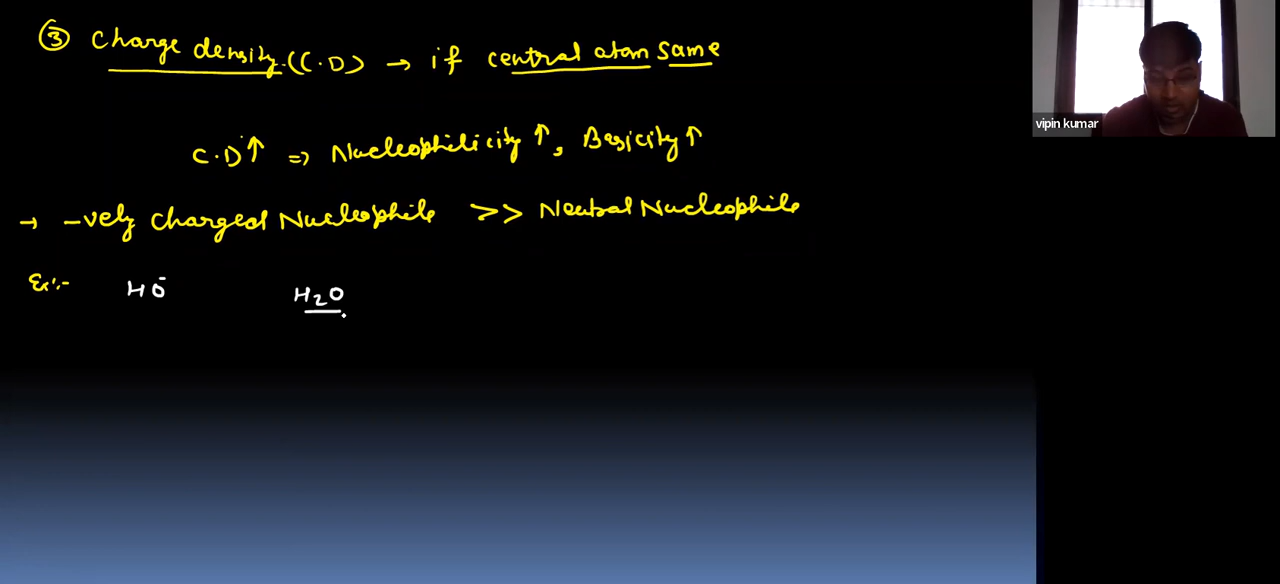 ③ Charge density (C.D) → if central atom same
C.D ↑ ⇒ Nucleophilicity ↑, Basicity ↑
→ -vely Charged Nucleophile >> Neutral Nucleophile
Ex:- HO⁻ H₂O
vipin kumar